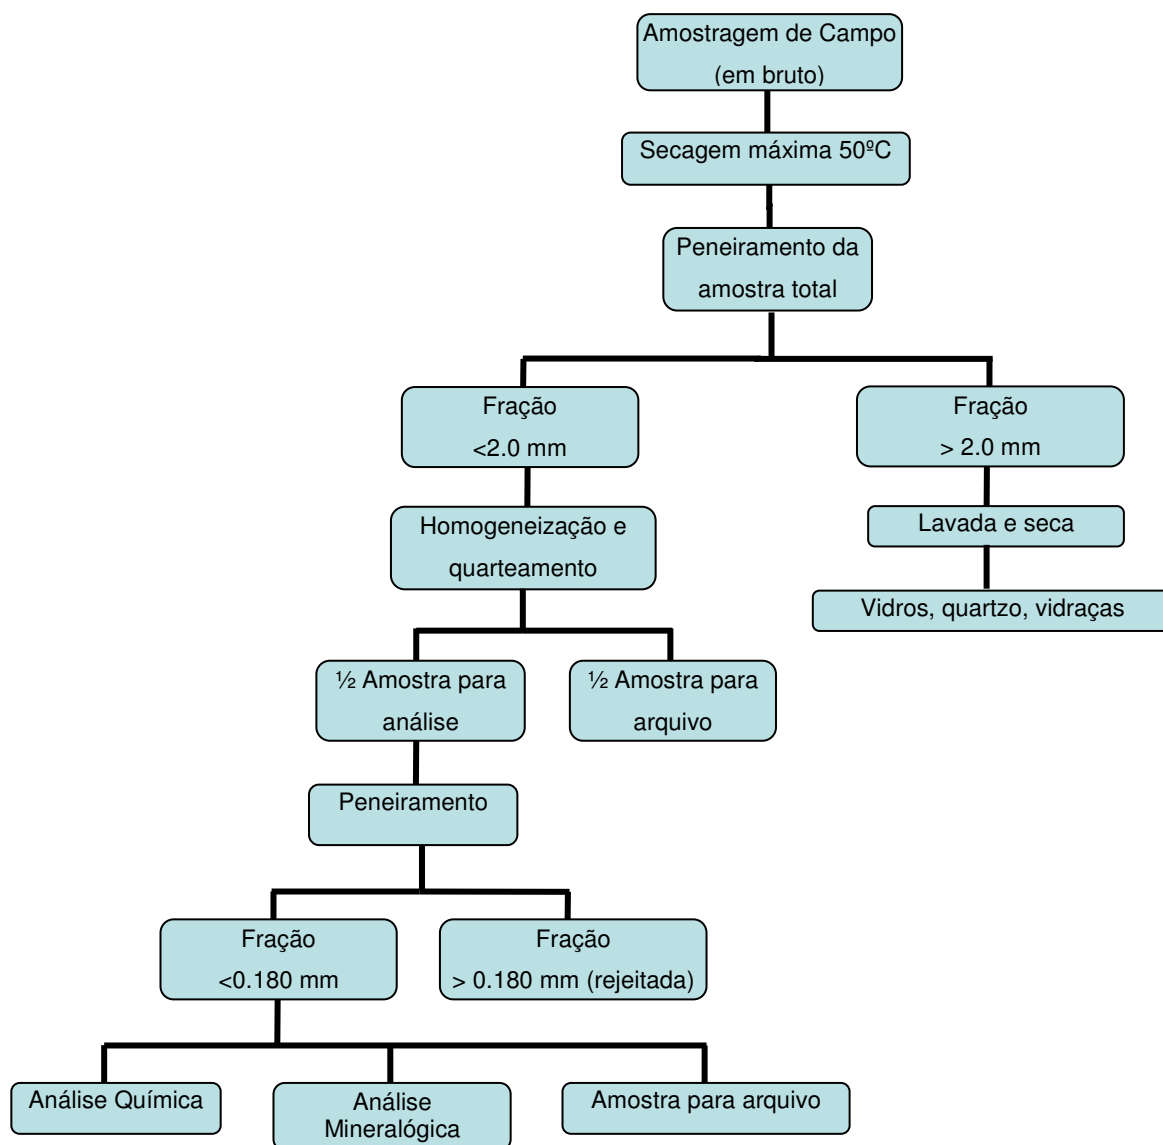 Amostragem de Campo
(em bruto)
Secagem máxima 50ºC
Peneiramento da
amostra total
Fração
<2.0 mm
Fração
> 2.0 mm
Homogeneização e
quarteamento
Lavada e seca
Vidros, quartzo, vidraças
½ Amostra para
análise
½ Amostra para
arquivo
Peneiramento
Fração
<0.180 mm
Fração
> 0.180 mm (rejeitada)
Análise Química
Análise
Mineralógica
Amostra para arquivo